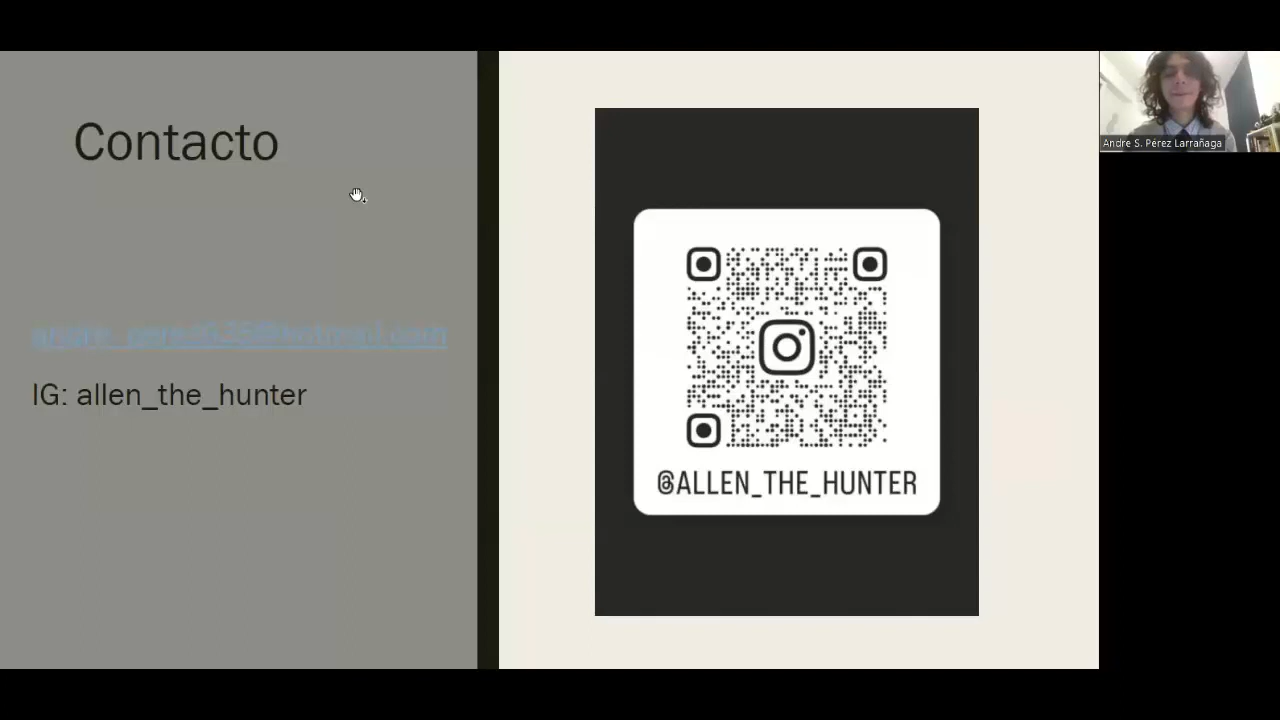 Contacto
IG: allen_the_hunter
@ALLEN_THE_HUNTER
Andre S. Pérez Larrañaga